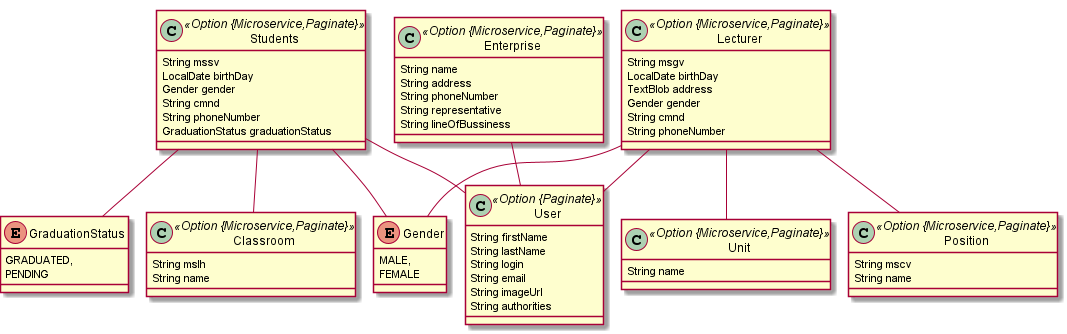 C «Option {Microservice,Paginate}»
Students
String mssv
LocalDate birthDay
Gender gender
String cmnd
String phoneNumber
GraduationStatus graduationStatus
C «Option {Microservice,Paginate}»
Enterprise
String name
String address
String phoneNumber
String representative
String lineOfBussiness
C «Option {Microservice,Paginate}»
Lecturer
String msgv
LocalDate birthDay
TextBlob address
Gender gender
String cmnd
String phoneNumber
E GraduationStatus
GRADUATED,
PENDING
C «Option {Microservice,Paginate}»
Classroom
String mslh
String name
E Gender
MALE,
FEMALE
C «Option {Paginate}»
User
String firstName
String lastName
String login
String email
String imageUrl
String authorities
C «Option {Microservice,Paginate}»
Unit
String name
C «Option {Microservice,Paginate}»
Position
String mscv
String name